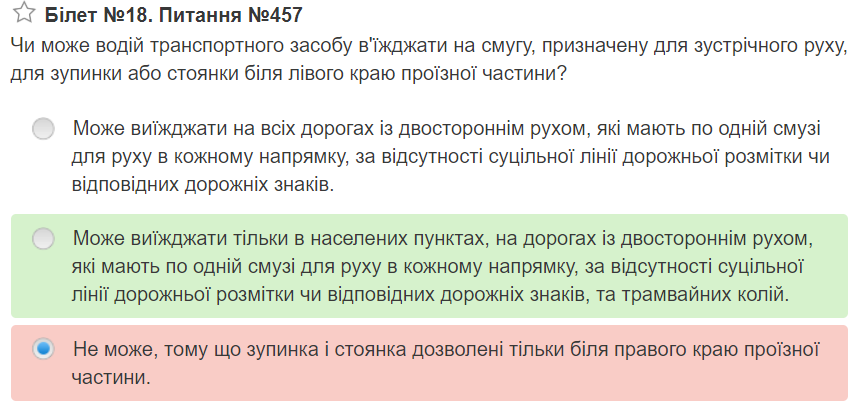 Білет №18. Питання №457
Чи може водій транспортного засобу в'їжджати на смугу, призначену для зустрічного руху,
для зупинки або стоянки біля лівого краю проїзної частини?
Може виїжджати на всіх дорогах із двостороннім рухом, які мають по одній смузі
для руху в кожному напрямку, за відсутності суцільної лінії дорожньої розмітки чи
відповідних дорожніх знаків.
Може виїжджати тільки в населених пунктах, на дорогах із двостороннім рухом,
які мають по одній смузі для руху в кожному напрямку, за відсутності суцільної
лінії дорожньої розмітки чи відповідних дорожніх знаків, та трамвайних колій.
Не може, тому що зупинка і стоянка дозволені тільки біля правого краю проїзної
частини.